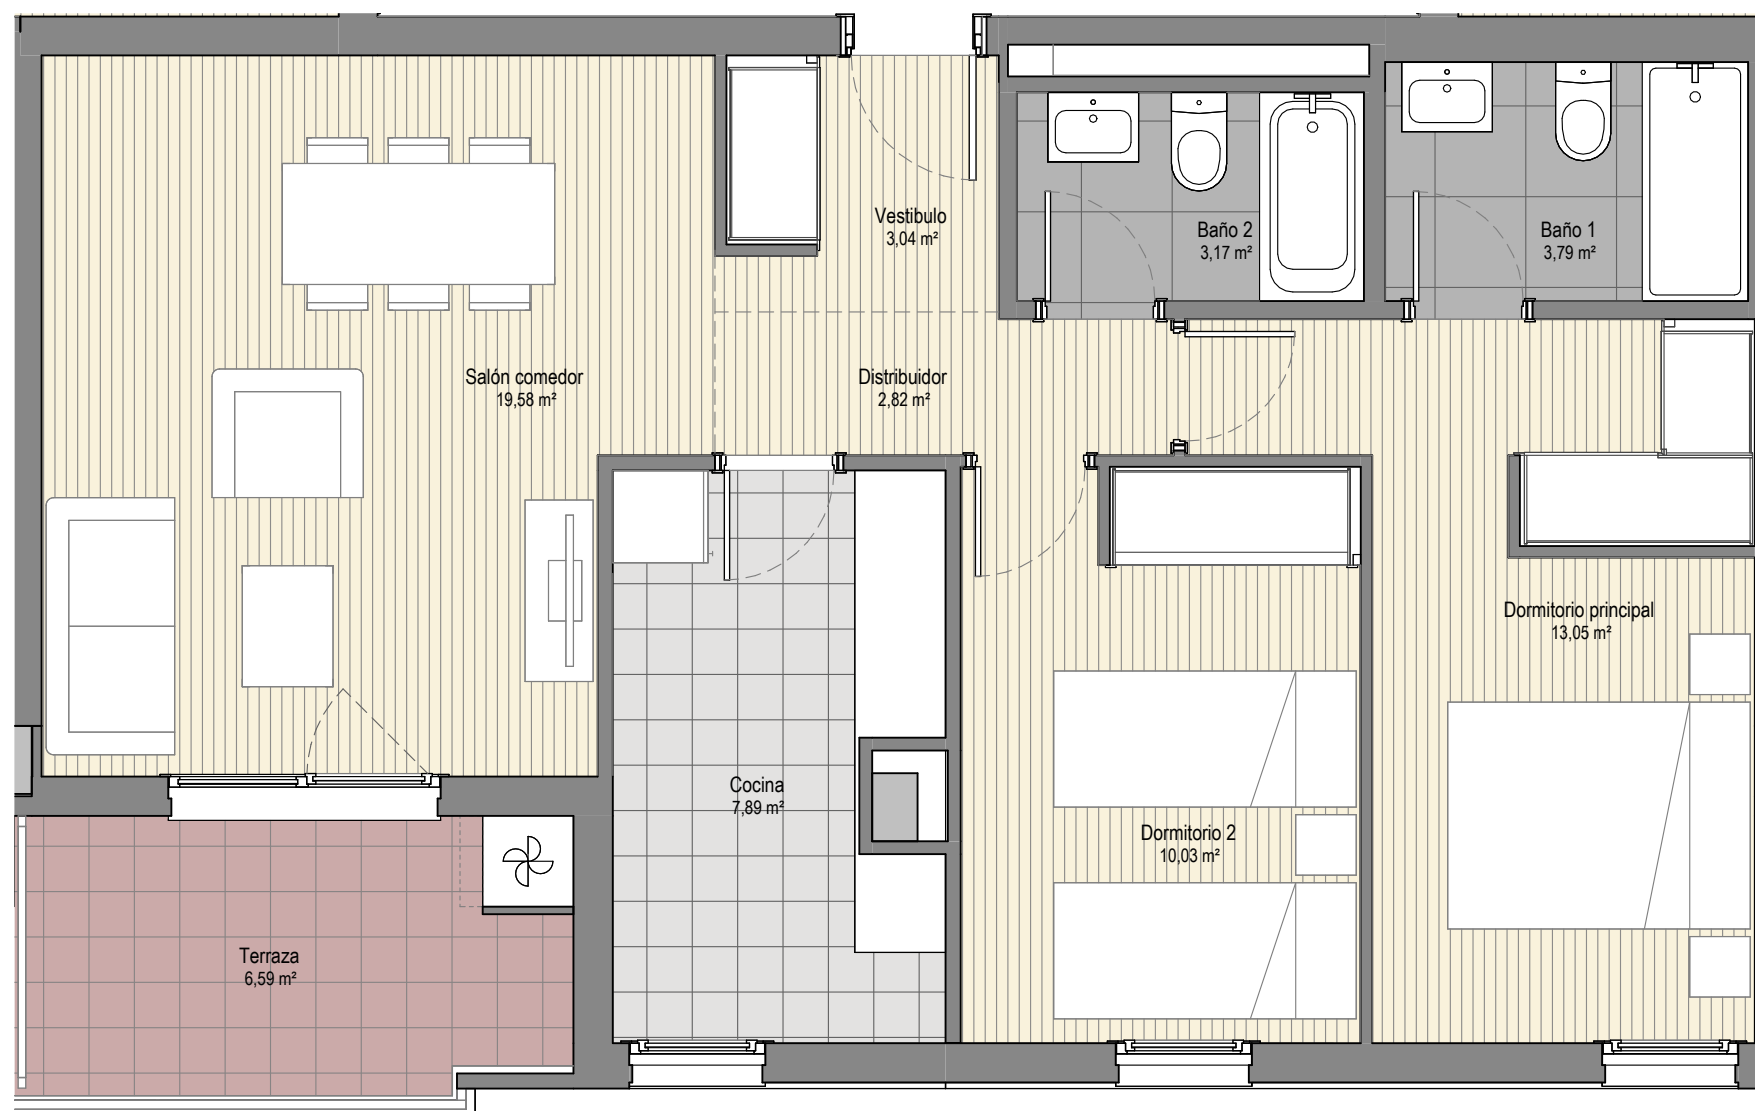 Vestibulo
3,04 m²
Baño 2
3,17 m²
Baño 1
3,79 m²
Salón comedor
19,58 m²
Distribuidor
2,82 m²
Dormitorio principal
13,05 m²
Cocina
7,89 m²
Dormitorio 2
10,03 m²
Terraza
6,59 m²